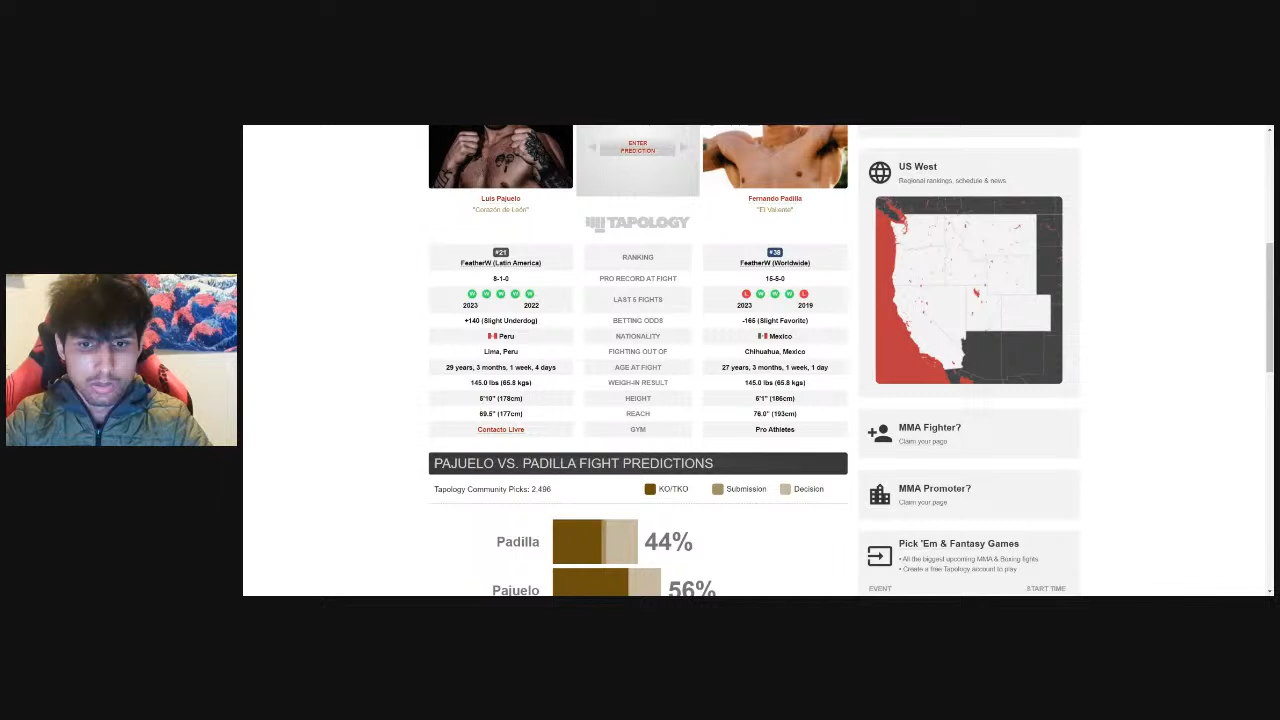 ENTER
PREDICTION
Luis Pajuelo
"Corazón de León"
TAPOLOGY
Fernando Padilla
"El Valiente"
#21
FeatherW (Latin America)
RANKING
#38
FeatherW (Worldwide)
8-1-0
PRO RECORD AT FIGHT
15-5-0
W W W W W
2023 2022
LAST 5 FIGHTS
L W W W L
2023 2019
+140 (Slight Underdog)
BETTING ODDS
-165 (Slight Favorite)
Peru
NATIONALITY
Mexico
Lima, Peru
FIGHTING OUT OF
Chihuahua, Mexico
29 years, 3 months, 1 week, 4 days
AGE AT FIGHT
27 years, 3 months, 1 week, 1 day
145.0 lbs (65.8 kgs)
WEIGH-IN RESULT
145.0 lbs (65.8 kgs)
5'10" (178cm)
HEIGHT
6'1" (186cm)
69.5" (177cm)
REACH
76.0" (193cm)
Contacto Livre
GYM
Pro Athletes
PAJUELO VS. PADILLA FIGHT PREDICTIONS
Tapology Community Picks: 2,496
KO/TKO
Submission
Decision
Padilla
44%
Pajuelo
56%
US West
Regional rankings, schedule & news
MMA Fighter?
Claim your page
MMA Promoter?
Claim your page
Pick 'Em & Fantasy Games
• All the biggest upcoming MMA & Boxing fights
• Create a free Tapology account to play
EVENT START TIME